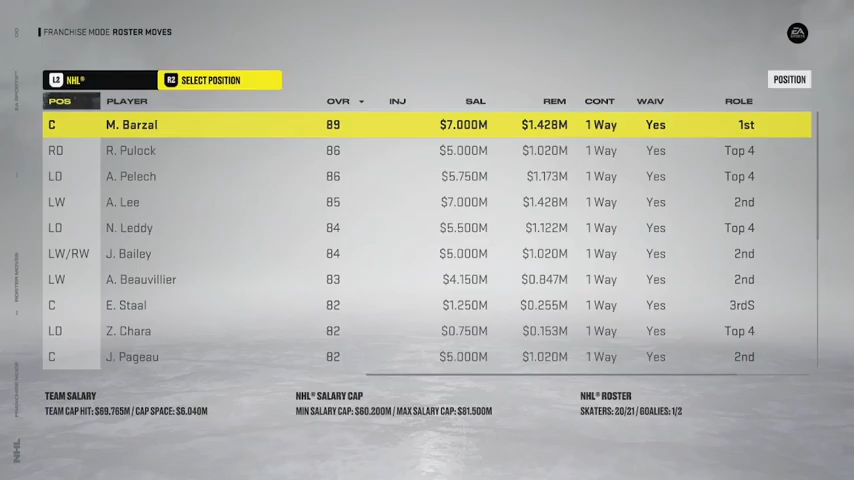 FRANCHISE MODE ROSTER MOVES
EA SPORTS
L2 NHL® R2 SELECT POSITION POSITION
POS PLAYER OVR INJ SAL REM CONT WAIV ROLE
C M. Barzal 89 $7.000M $1.428M 1 Way Yes 1st
RD R. Pulock 86 $5.000M $1.020M 1 Way Yes Top 4
LD A. Pelech 86 $5.750M $1.173M 1 Way Yes Top 4
LW A. Lee 85 $7.000M $1.428M 1 Way Yes 2nd
LD N. Leddy 84 $5.500M $1.122M 1 Way Yes Top 4
LW/RW J. Bailey 84 $5.000M $1.020M 1 Way Yes 2nd
LW A. Beauvillier 83 $4.150M $0.847M 1 Way Yes 2nd
C E. Staal 82 $1.250M $0.255M 1 Way Yes 3rdS
LD Z. Chara 82 $0.750M $0.153M 1 Way Yes Top 4
C J. Pageau 82 $5.000M $1.020M 1 Way Yes 2nd
TEAM SALARY NHL® SALARY CAP NHL® ROSTER
TEAM CAP HIT: $69.765M / CAP SPACE: $6.040M MIN SALARY CAP: $60.200M / MAX SALARY CAP: $81.500M SKATERS: 20/21 / GOALIES: 1/2
ROSTER MOVES
FRANCHISE MODE
NHL